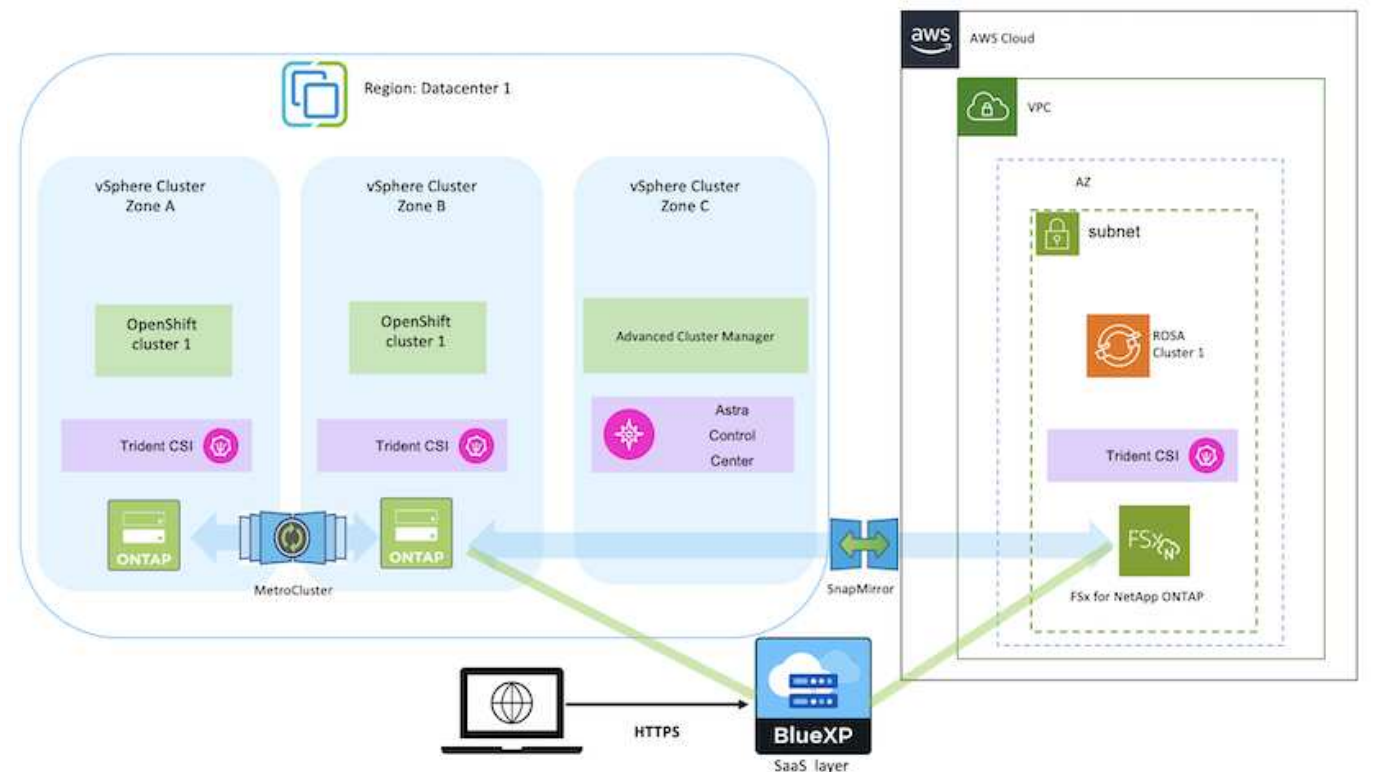 aws
AWS Cloud
Region: Datacenter 1
VPC
vSphere Cluster
Zone A
vSphere Cluster
Zone B
vSphere Cluster
Zone C
AZ
subnet
OpenShift
cluster 1
OpenShift
cluster 1
Advanced Cluster Manager
ROSA
Cluster 1
Trident CSI
Trident CSI
Astra
Control
Center
Trident CSI
ONTAP
MetroCluster
ONTAP
SnapMirror
FSx
N
FSx for NetApp ONTAP
HTTPS
BlueXP
SaaS layer